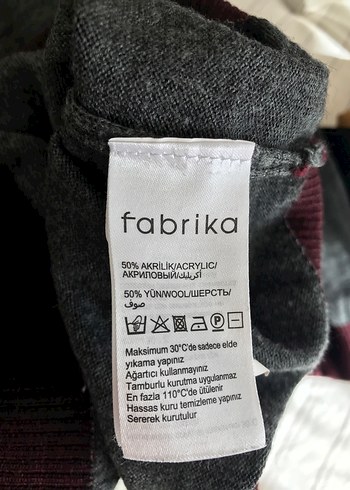 fabrika
50% AKRİLİK/ACRYLIC/
АКРИЛОВЫЙ/أكريليك
50% YÜN/WOOL/ШЕРСТЬ/
صوف
Maksimum 30°C'de sadece elde
yıkama yapınız
Ağartıcı kullanmayınız
Tamburlu kurutma uygulanmaz
En fazla 110°C'de ütülenir
Hassas kuru temizleme yapınız
Sererek kurutulur